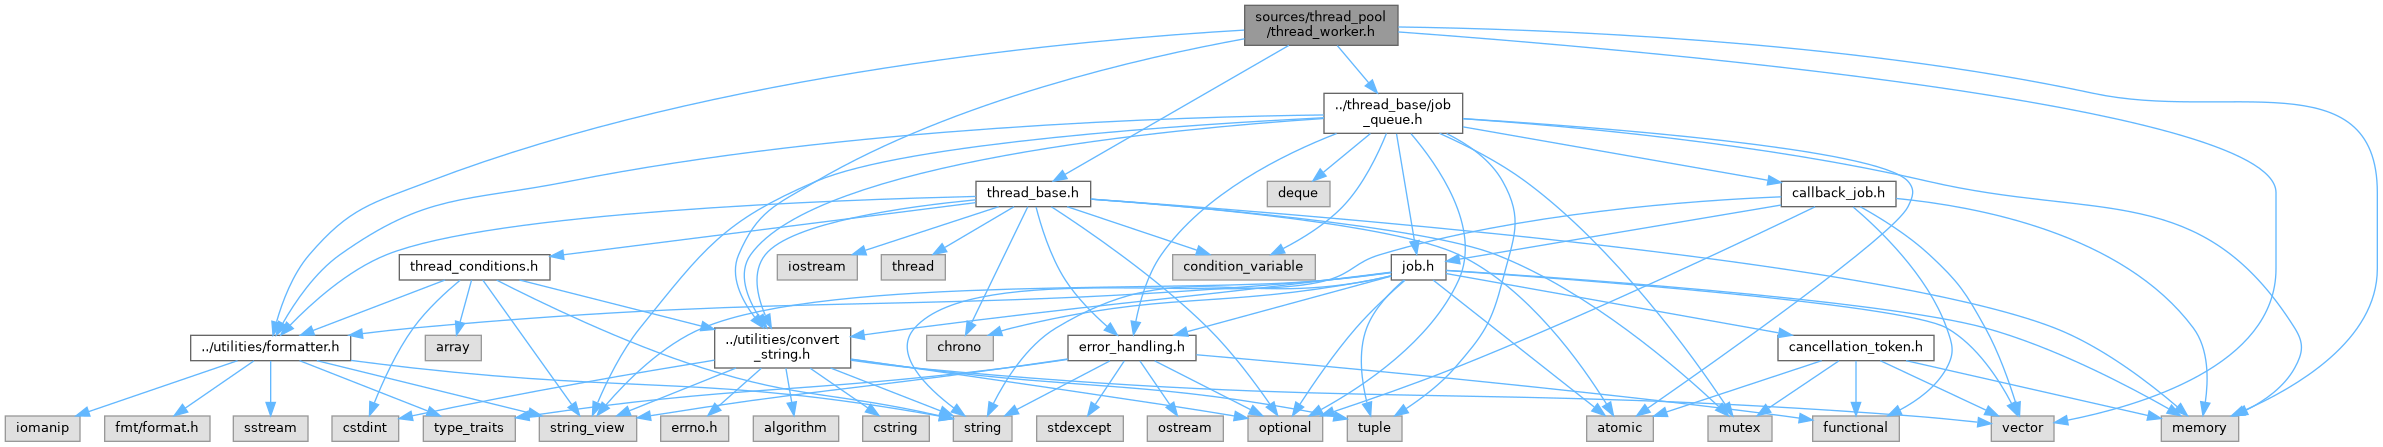 sources/thread_pool
/thread_worker.h
../thread_base/job
_queue.h
thread_base.h
deque
callback_job.h
thread_conditions.h
iostream
thread
condition_variable
job.h
../utilities/formatter.h
array
../utilities/convert
_string.h
chrono
error_handling.h
cancellation_token.h
iomanip
fmt/format.h
sstream
cstdint
type_traits
string_view
errno.h
algorithm
cstring
string
stdexcept
ostream
optional
tuple
atomic
mutex
functional
vector
memory